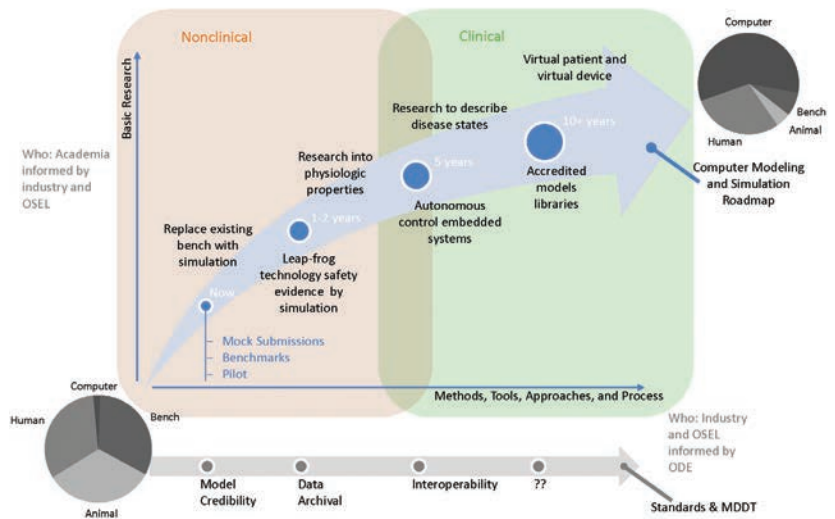 Computer
Nonclinical
Clinical
Virtual patient and
virtual device
Bench
Animal
Human
Basic Research
Research to describe
disease states
10+ years
Who: Academia
informed by
industry and
OSEL
Research into
physiologic
properties
5 years
Accredited
models
libraries
Computer Modeling
and Simulation
Roadmap
Replace existing
bench with
simulation
1-2 years
Autonomous
control embedded
systems
Leap-frog
technology safety
evidence by
simulation
Now
Mock Submissions
Benchmarks
Pilot
Methods, Tools, Approaches, and Process
Computer
Human
Bench
Animal
Who: Industry
and OSEL
informed by
ODE
Model
Credibility
Data
Archival
Interoperability
??
Standards & MDDT